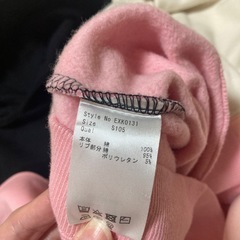 Style No EXK0131
Size
Qual S105
本体 綿 100%
リブ部分 綿 95%
ポリウレタン 5%